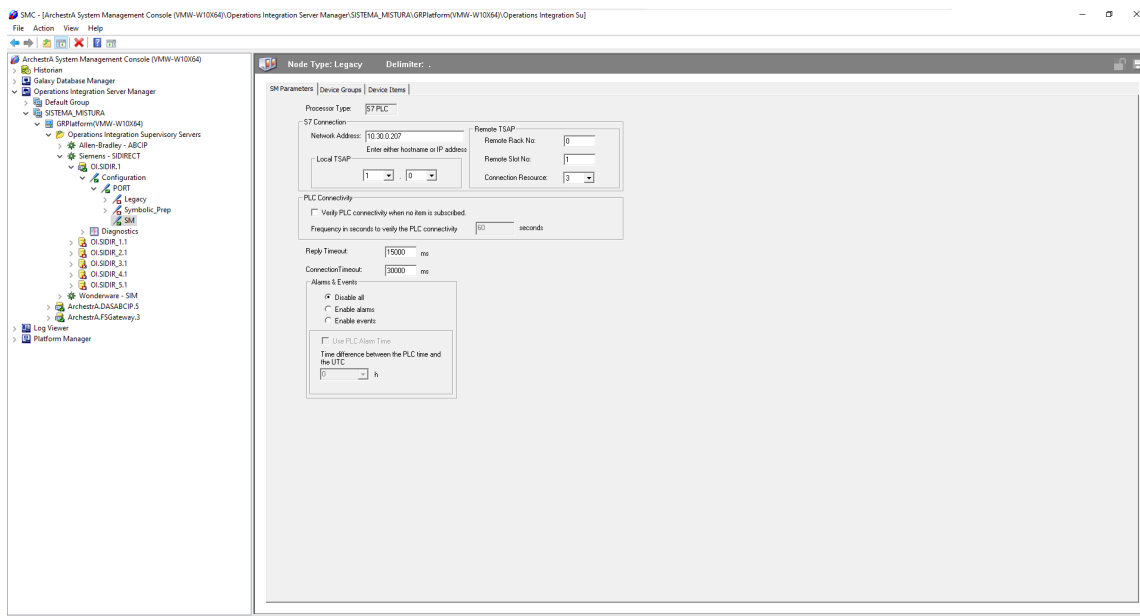 SMC - [ArchestrA System Management Console (VMW-W10X64)\Operations Integration Server Manager\SISTEMA_MISTURA\GRPlatform(VMW-W10X64)\Operations Integration Su]
File Action View Help
ArchestrA System Management Console (VMW-W10X64)
Historian
Galaxy Database Manager
Operations Integration Server Manager
Default Group
SISTEMA_MISTURA
GRPlatform(VMW-W10X64)
Operations Integration Supervisory Servers
Allen-Bradley - ABCIP
Siemens - SIDIRECT
OI.SIDIR.1
Configuration
PORT
Legacy
Symbolic_Prep
SM
Diagnostics
OI.SIDIR_1.1
OI.SIDIR_2.1
OI.SIDIR_3.1
OI.SIDIR_4.1
OI.SIDIR_5.1
Wonderware - SIM
ArchestrA.DASABCIP.5
ArchestrA.FSGateway.3
Log Viewer
Platform Manager
Node Type: Legacy Delimiter: .
SM Parameters Device Groups Device Items
Processor Type: S7 PLC
S7 Connection
Network Address: 10.30.0.207
Enter either hostname or IP address
Local TSAP
1 . 0
Remote TSAP
Remote Rack No: 0
Remote Slot No: 1
Connection Resource: 3
PLC Connectivity
Verify PLC connectivity when no item is subscribed.
Frequency in seconds to verify the PLC connectivity 60 seconds
Reply Timeout: 15000 ms
ConnectionTimeout: 30000 ms
Alarms & Events
Disable all
Enable alarms
Enable events
Use PLC Alarm Time
Time difference between the PLC time and
the UTC
0 h